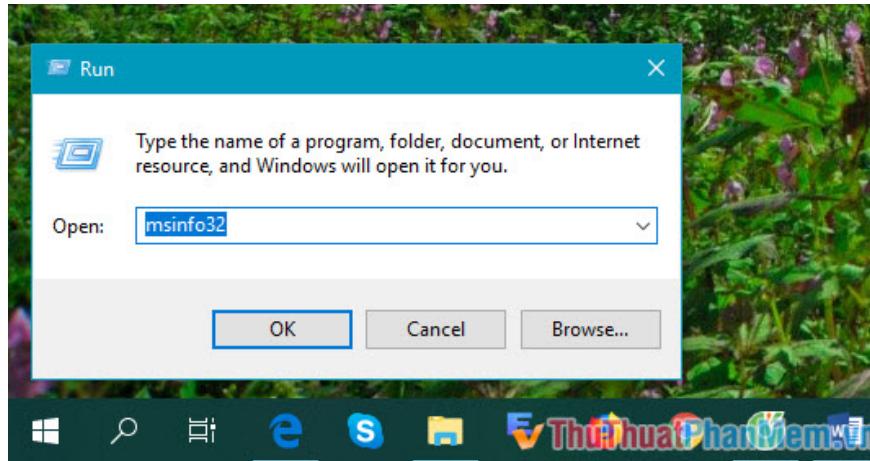 Run
Type the name of a program, folder, document, or Internet
resource, and Windows will open it for you.
Open:
msinfo32
OK
Cancel
Browse...
ThuThuatPhanMem.vn